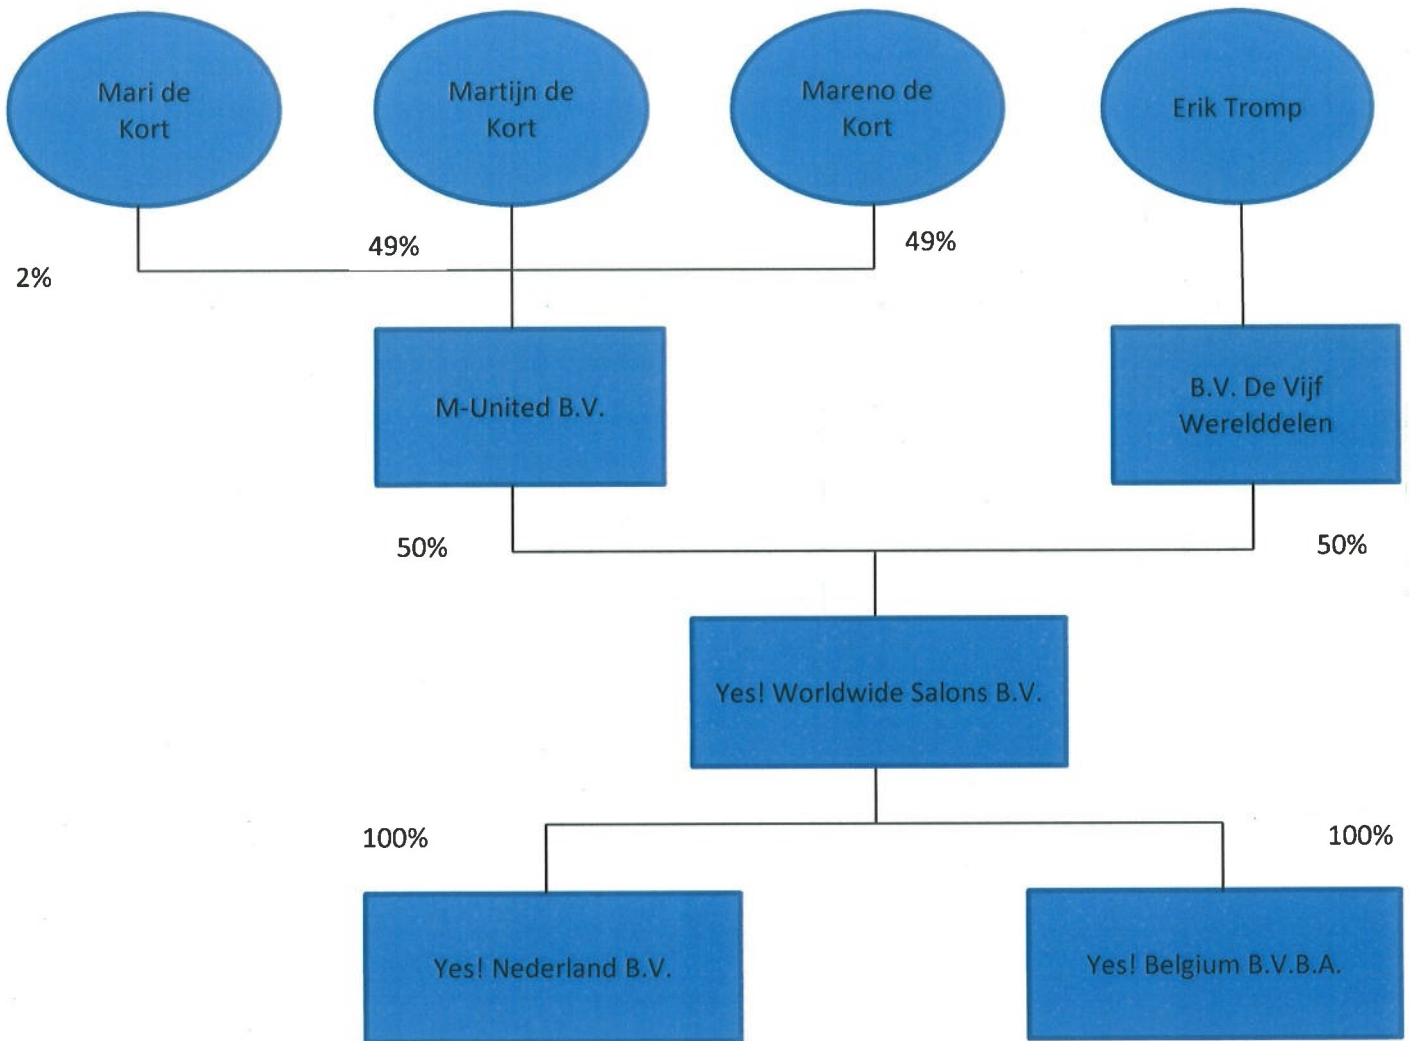 Mari de
Kort
Martijn de
Kort
Mareno de
Kort
Erik Tromp
2%
49%
49%
M-United B.V.
B.V. De Vijf
Werelddelen
50%
50%
Yes! Worldwide Salons B.V.
100%
100%
Yes! Nederland B.V.
Yes! Belgium B.V.B.A.